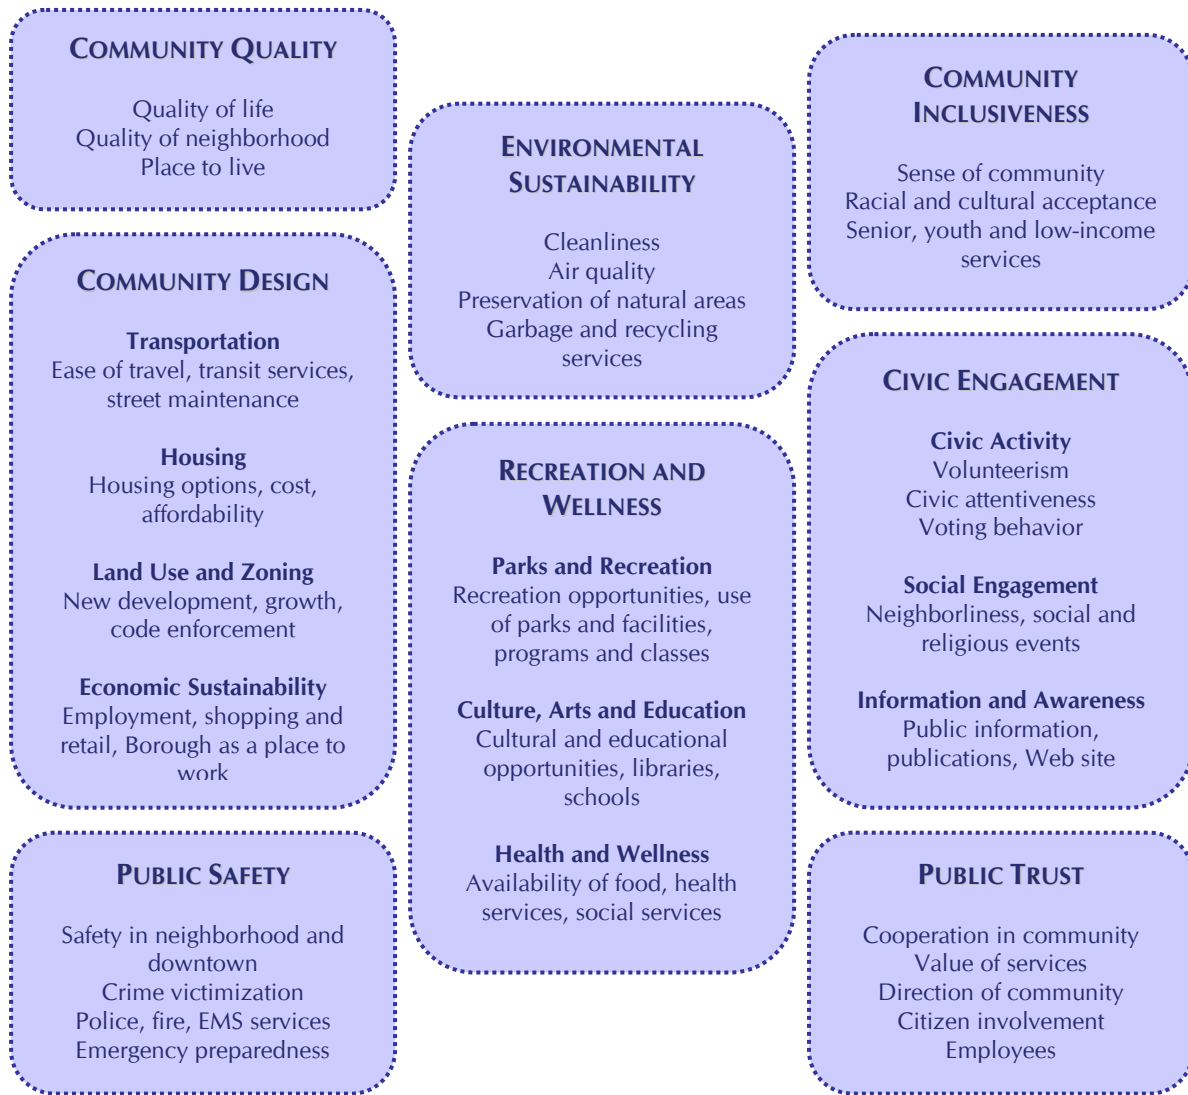 COMMUNITY QUALITY
Quality of life
Quality of neighborhood
Place to live
COMMUNITY DESIGN
Transportation
Ease of travel, transit services,
street maintenance
Housing
Housing options, cost,
affordability
Land Use and Zoning
New development, growth,
code enforcement
Economic Sustainability
Employment, shopping and
retail, Borough as a place to
work
PUBLIC SAFETY
Safety in neighborhood and
downtown
Crime victimization
Police, fire, EMS services
Emergency preparedness
ENVIRONMENTAL
SUSTAINABILITY
Cleanliness
Air quality
Preservation of natural areas
Garbage and recycling
services
RECREATION AND
WELLNESS
Parks and Recreation
Recreation opportunities, use
of parks and facilities,
programs and classes
Culture, Arts and Education
Cultural and educational
opportunities, libraries,
schools
Health and Wellness
Availability of food, health
services, social services
COMMUNITY
INCLUSIVENESS
Sense of community
Racial and cultural acceptance
Senior, youth and low-income
services
CIVIC ENGAGEMENT
Civic Activity
Volunteerism
Civic attentiveness
Voting behavior
Social Engagement
Neighborliness, social and
religious events
Information and Awareness
Public information,
publications, Web site
PUBLIC TRUST
Cooperation in community
Value of services
Direction of community
Citizen involvement
Employees